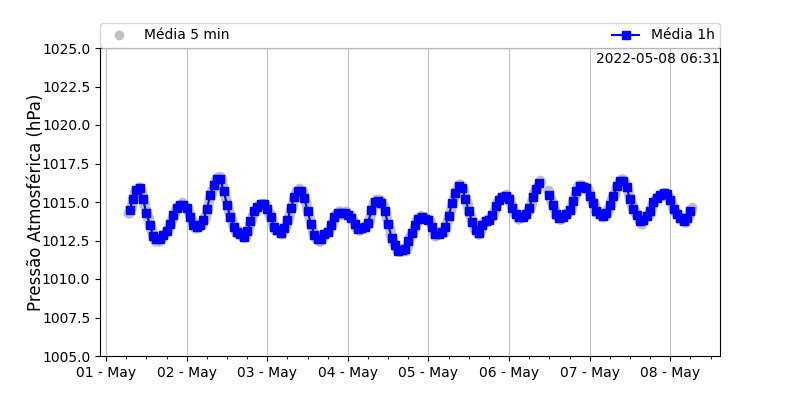 Média 5 min
Média 1h
2022-05-08 06:31
Pressão Atmosférica (hPa)
1025.0
1022.5
1020.0
1017.5
1015.0
1012.5
1010.0
1007.5
1005.0
01 - May
02 - May
03 - May
04 - May
05 - May
06 - May
07 - May
08 - May